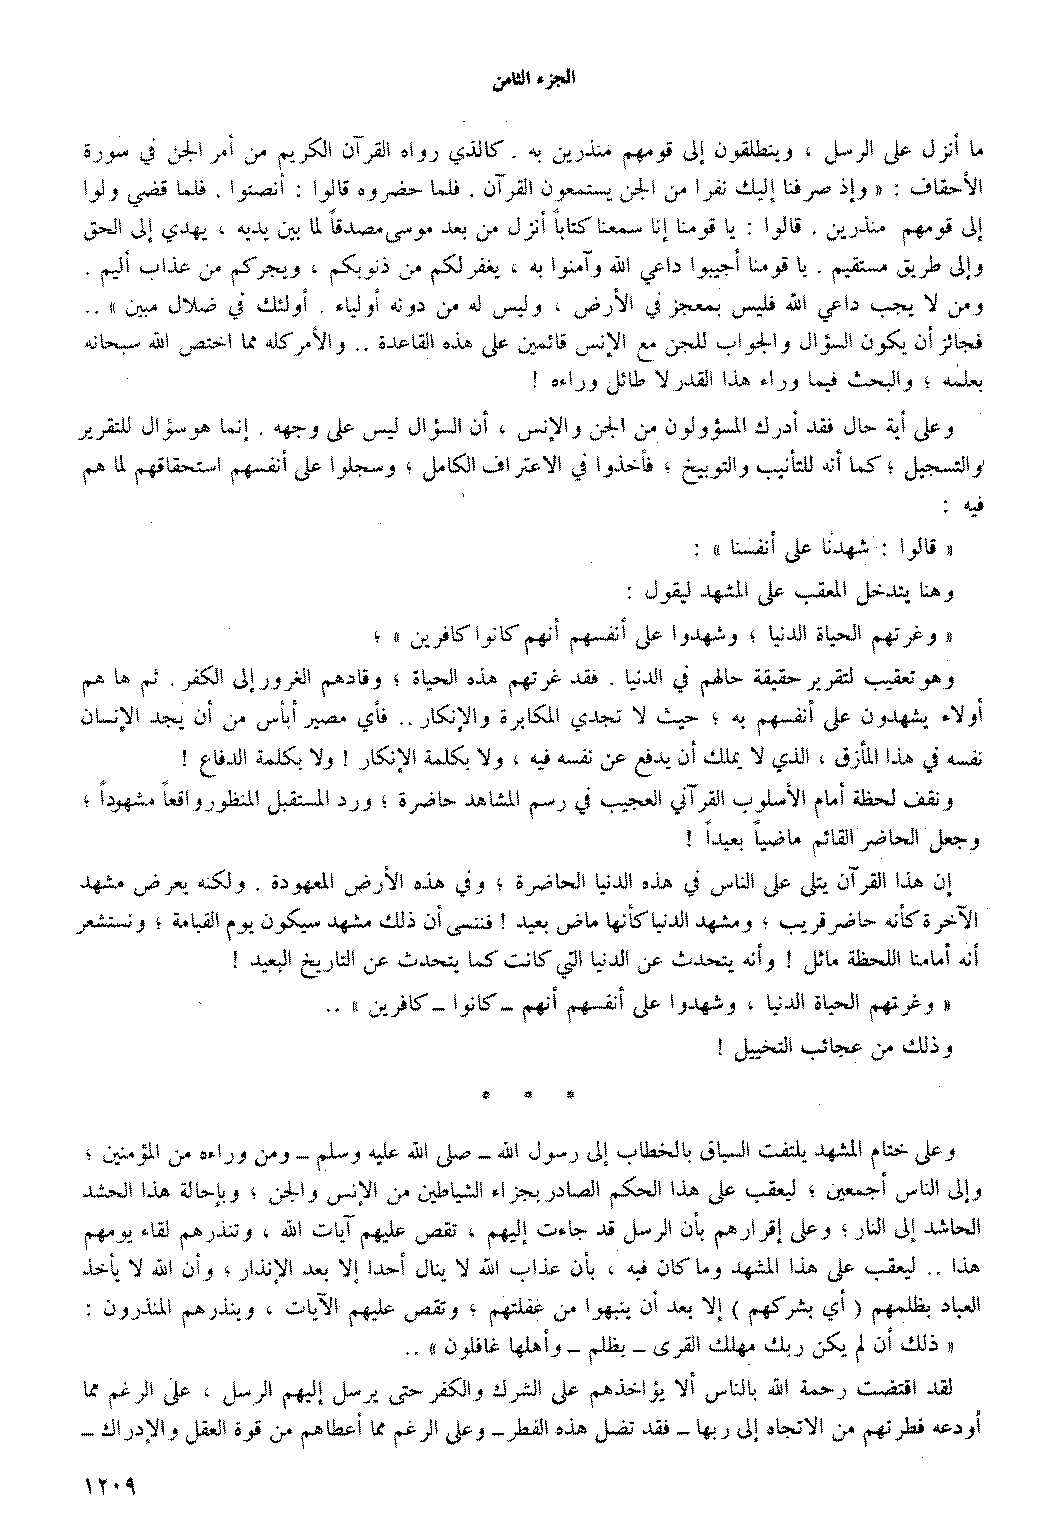 الجزء الثامن
ما أنزل على الرسل ، وينطلقون إلى قومهم منذرين به . كالذي رواه القرآن الكريم من أمر الجن في سورة
الأحقاف : « وإذ صرفنا إليك نفرا من الجن يستمعون القرآن . فلما حضروه قالوا : أنصتوا . فلما قضي ولوا
إلى قومهم منذرين . قالوا : يا قومنا إنا سمعنا كتاباً أنزل من بعد موسى مصدقاً لما بين يديه ، يهدي إلى الحق
وإلى طريق مستقيم . يا قومنا أجيبوا داعي الله وآمنوا به ، يغفر لكم من ذنوبكم ، ويجركم من عذاب أليم .
ومن لا يجب داعي الله فليس بمعجز في الأرض ، وليس له من دونه أولياء . أولئك في ضلال مبين » ..
فجائز أن يكون السؤال والجواب للجن مع الإنس قائمين على هذه القاعدة .. والأمر كله مما اختص الله سبحانه
بعلمه ؛ والبحث فيما وراء هذا القدر لا طائل وراءه !
وعلى أية حال فقد أدرك المسؤولون من الجن والإنس ، أن السؤال ليس على وجهه . إنما هو سؤال للتقرير
والتسجيل ؛ كما أنه للتأنيب والتوبيخ ؛ فأخذوا في الاعتراف الكامل ؛ وسجلوا على أنفسهم استحقاقهم لما هم
فيه :
« قالوا : شهدنا على أنفسنا » :
وهنا يتدخل المعقب على المشهد ليقول :
« وغرتهم الحياة الدنيا ؛ وشهدوا على أنفسهم أنهم كانوا كافرين » ؛
وهو تعقيب لتقرير حقيقة حالهم في الدنيا . فقد غرتهم هذه الحياة ؛ وقادهم الغرور إلى الكفر . ثم ها هم
أولاء يشهدون على أنفسهم به ؛ حيث لا تجدي المكابرة والإنكار .. فأي مصير أبأس من أن يجد الإنسان
نفسه في هذا المأزق ، الذي لا يملك أن يدفع عن نفسه فيه ، ولا بكلمة الإنكار ! ولا بكلمة الدفاع !
ونقف لحظة أمام الأسلوب القرآني العجيب في رسم المشاهد حاضرة ؛ ورد المستقبل المنظور واقعاً مشهوداً ؛
وجعل الحاضر القائم ماضياً بعيداً !
إن هذا القرآن يتلى على الناس في هذه الدنيا الحاضرة ؛ وفي هذه الأرض المعهودة . ولكنه يعرض مشهد
الآخرة كأنه حاضر قريب ؛ ومشهد الدنيا كأنها ماض بعيد ! فننسى أن ذلك مشهد سيكون يوم القيامة ؛ ونستشعر
أنه أمامنا اللحظة ماثل ! وأنه يتحدث عن الدنيا التي كانت كما يتحدث عن التاريخ البعيد !
« وغرتهم الحياة الدنيا ، وشهدوا على أنفسهم أنهم – كانوا – كافرين » ..
وذلك من عجائب التخييل !
* * *
وعلى ختام المشهد يلتفت السياق بالخطاب إلى رسول الله – صلى الله عليه وسلم – ومن وراءه من المؤمنين ؛
وإلى الناس أجمعين ؛ ليعقب على هذا الحكم الصادر بجزاء الشياطين من الإنس والجن ؛ وبإحالة هذا الحشد
الحاشد إلى النار ؛ وعلى إقرارهم بأن الرسل قد جاءت إليهم ، تقص عليهم آيات الله ، وتنذرهم لقاء يومهم
هذا .. ليعقب على هذا المشهد وما كان فيه ، بأن عذاب الله لا ينال أحدا إلا بعد الإنذار ؛ وأن الله لا يأخذ
العباد بظلمهم ( أي بشركهم ) إلا بعد أن ينبهوا من غفلتهم ؛ وتقص عليهم الآيات ، وينذرهم المنذرون :
« ذلك أن لم يكن ربك مهلك القرى – بظلم – وأهلها غافلون » ..
لقد اقتضت رحمة الله بالناس ألا يؤاخذهم على الشرك والكفر حتى يرسل إليهم الرسل ، على الرغم مما
أودعه فطرتهم من الاتجاه إلى ربها – فقد تضل هذه الفطر – وعلى الرغم مما أعطاهم من قوة العقل والإدراك –
١٢٠٩